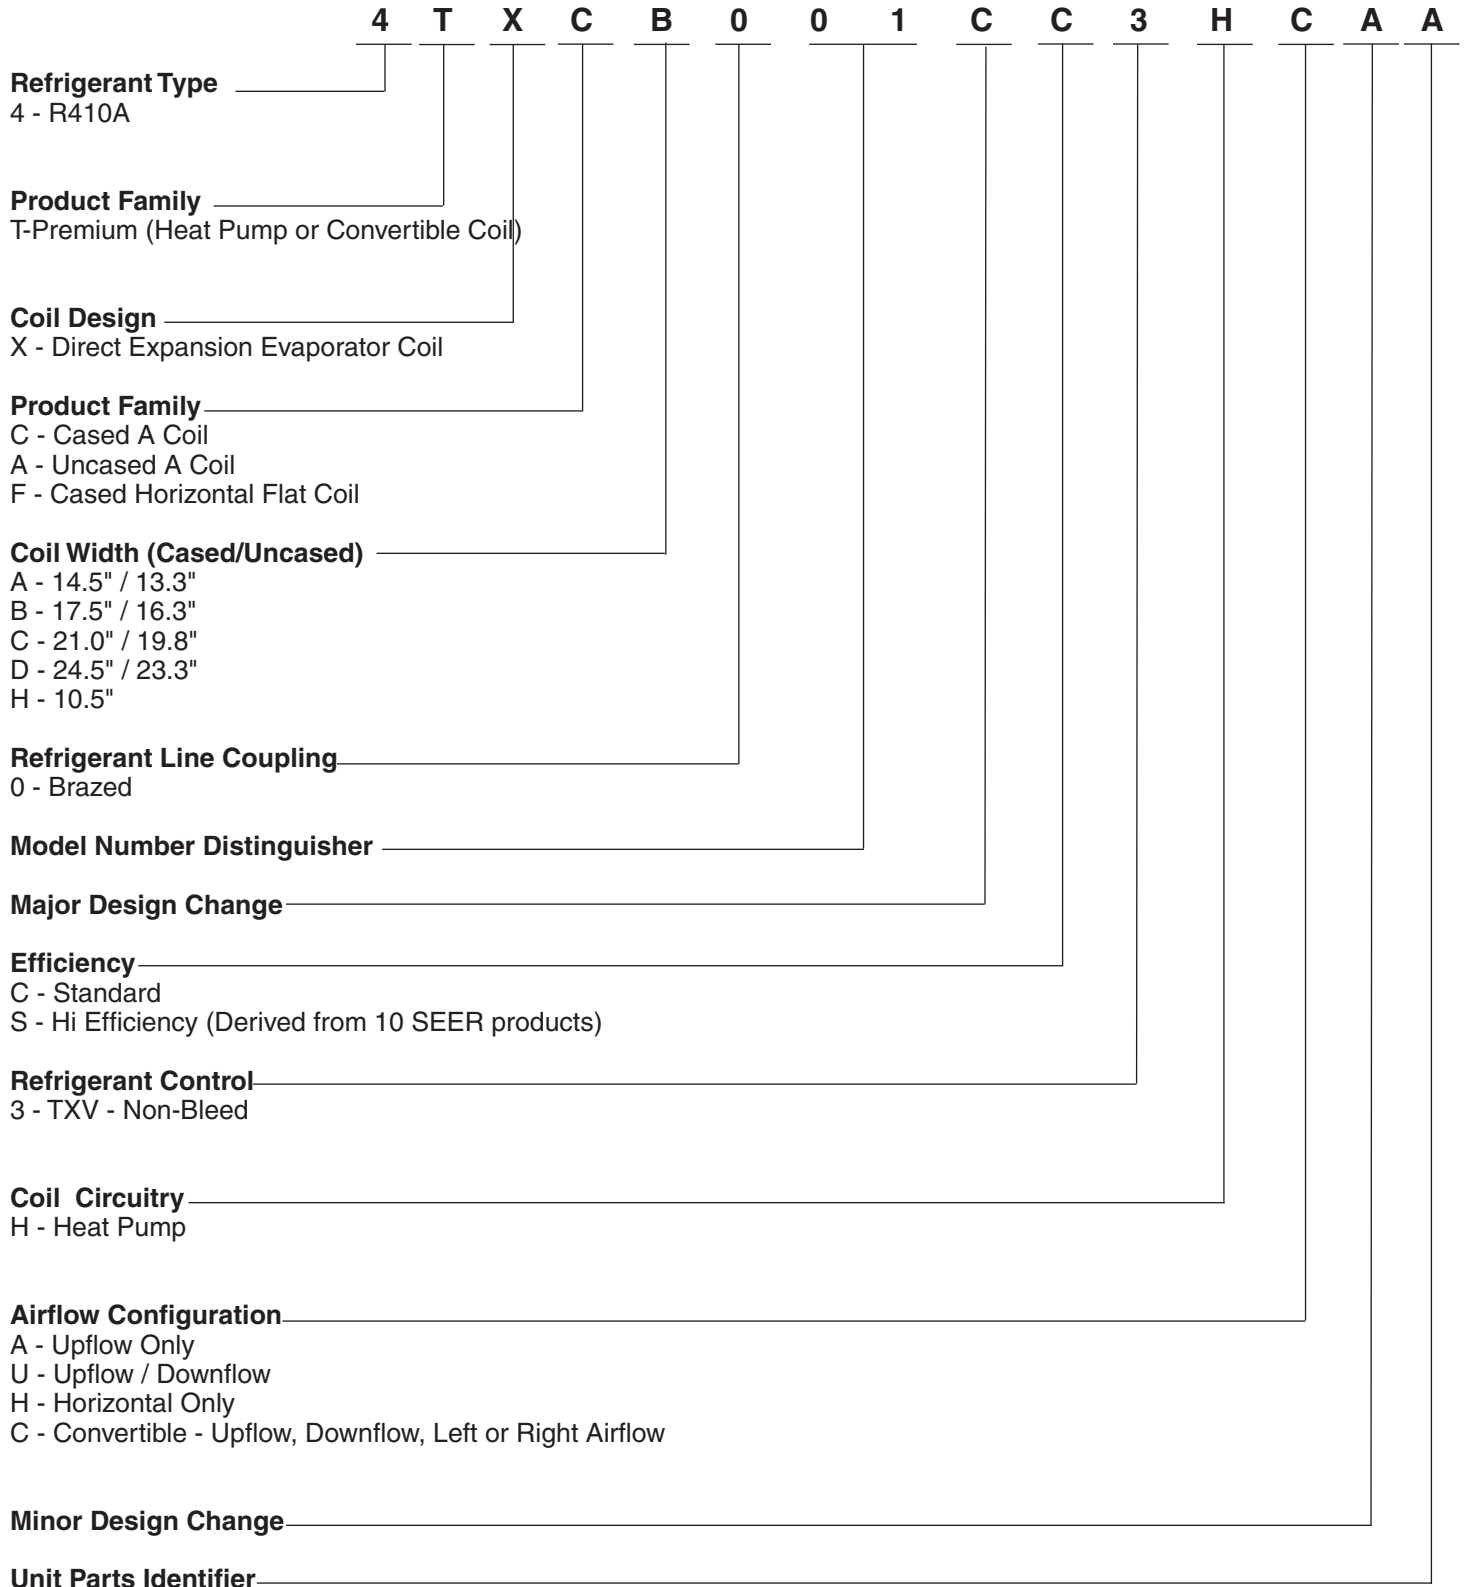 4 T X C B 0 0 1 C C 3 H C A A
Refrigerant Type
4 - R410A
Product Family
T-Premium (Heat Pump or Convertible Coil)
Coil Design
X - Direct Expansion Evaporator Coil
Product Family
C - Cased A Coil
A - Uncased A Coil
F - Cased Horizontal Flat Coil
Coil Width (Cased/Uncased)
A - 14.5" / 13.3"
B - 17.5" / 16.3"
C - 21.0" / 19.8"
D - 24.5" / 23.3"
H - 10.5"
Refrigerant Line Coupling
0 - Brazed
Model Number Distinguisher
Major Design Change
Efficiency
C - Standard
S - Hi Efficiency (Derived from 10 SEER products)
Refrigerant Control
3 - TXV - Non-Bleed
Coil Circuitry
H - Heat Pump
Airflow Configuration
A - Upflow Only
U - Upflow / Downflow
H - Horizontal Only
C - Convertible - Upflow, Downflow, Left or Right Airflow
Minor Design Change
Unit Parts Identifier